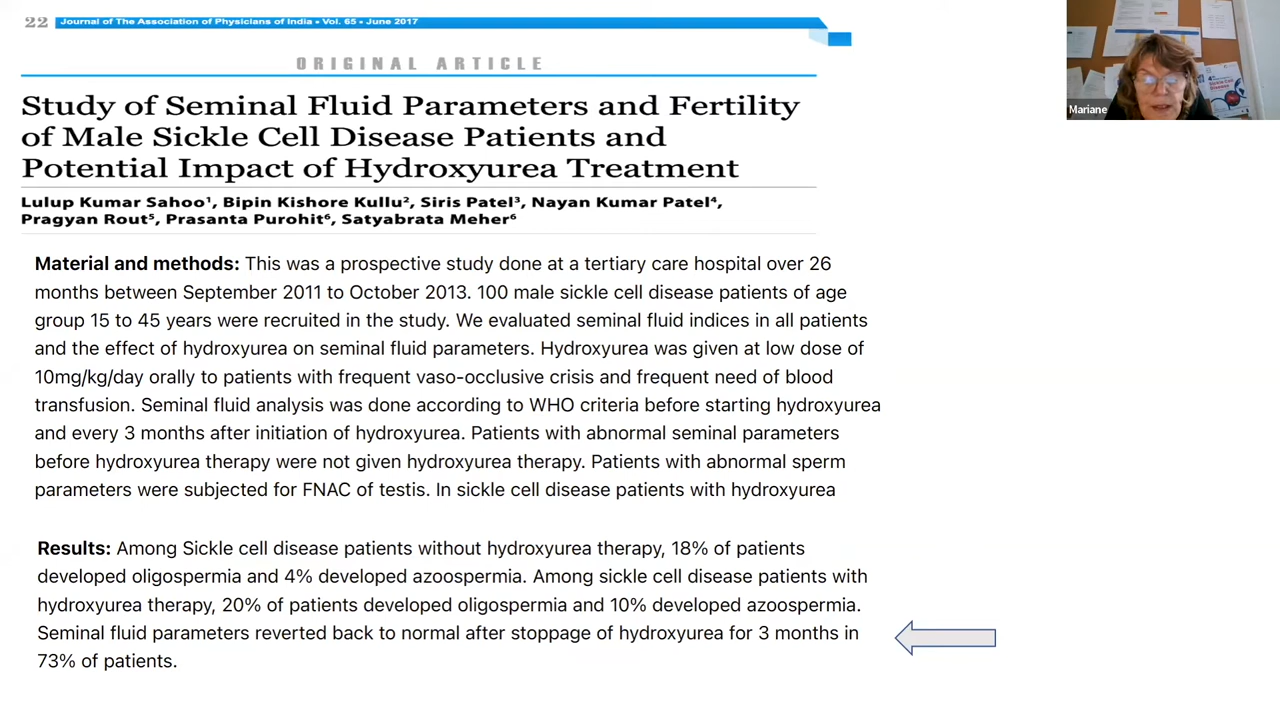 22 Journal of The Association of Physicians of India ▪ Vol. 65 ▪ June 2017
ORIGINAL ARTICLE
Study of Seminal Fluid Parameters and Fertility
of Male Sickle Cell Disease Patients and
Potential Impact of Hydroxyurea Treatment
Lulup Kumar Sahoo¹, Bipin Kishore Kullu², Siris Patel³, Nayan Kumar Patel⁴,
Pragyan Rout⁵, Prasanta Purohit⁶, Satyabrata Meher⁶
Material and methods: This was a prospective study done at a tertiary care hospital over 26
months between September 2011 to October 2013. 100 male sickle cell disease patients of age
group 15 to 45 years were recruited in the study. We evaluated seminal fluid indices in all patients
and the effect of hydroxyurea on seminal fluid parameters. Hydroxyurea was given at low dose of
10mg/kg/day orally to patients with frequent vaso-occlusive crisis and frequent need of blood
transfusion. Seminal fluid analysis was done according to WHO criteria before starting hydroxyurea
and every 3 months after initiation of hydroxyurea. Patients with abnormal seminal parameters
before hydroxyurea therapy were not given hydroxyurea therapy. Patients with abnormal sperm
parameters were subjected for FNAC of testis. In sickle cell disease patients with hydroxyurea
Results: Among Sickle cell disease patients without hydroxyurea therapy, 18% of patients
developed oligospermia and 4% developed azoospermia. Among sickle cell disease patients with
hydroxyurea therapy, 20% of patients developed oligospermia and 10% developed azoospermia.
Seminal fluid parameters reverted back to normal after stoppage of hydroxyurea for 3 months in
73% of patients.
Mariane